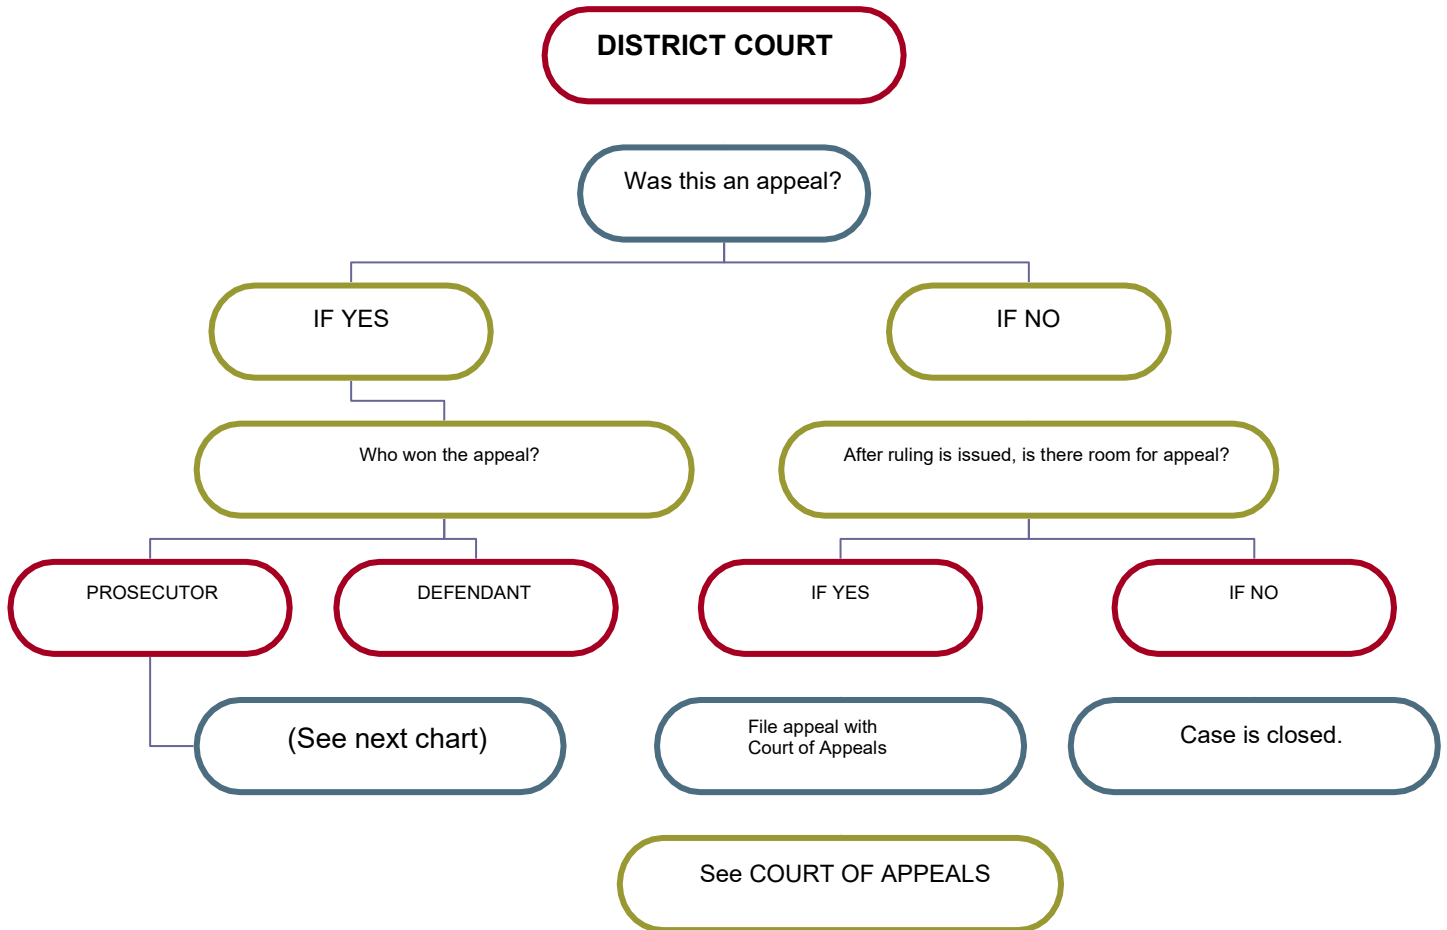 DISTRICT COURT
Was this an appeal?
IF YES
IF NO
Who won the appeal?
After ruling is issued, is there room for appeal?
PROSECUTOR
DEFENDANT
IF YES
IF NO
(See next chart)
File appeal with
Court of Appeals
Case is closed.
See COURT OF APPEALS